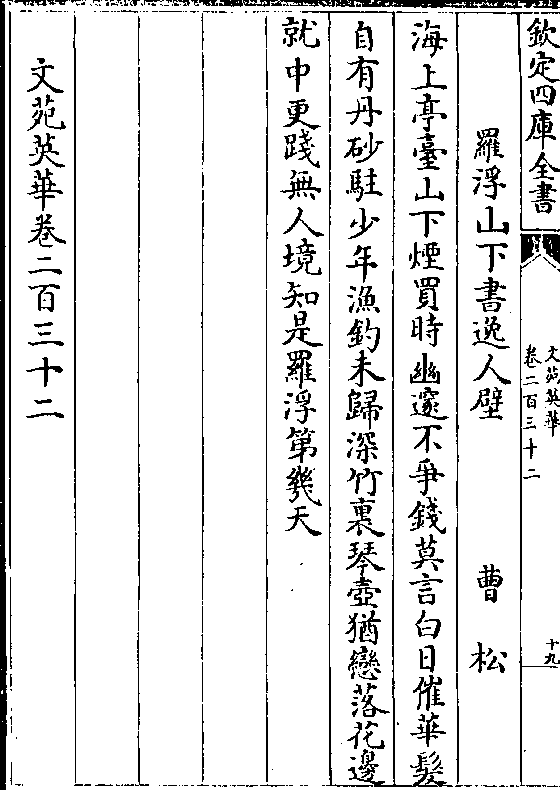 欽定四庫全書
文苑英華
卷二百三十二
十九
羅浮山下書逸人壁　曹松
海上亭臺山下煙買時幽邃不爭錢莫言白日催華髮
自有丹砂駐少年漁釣未歸深竹裏琴壺猶戀落花邊
就中更踐無人境知是羅浮第幾天
文苑英華卷二百三十二